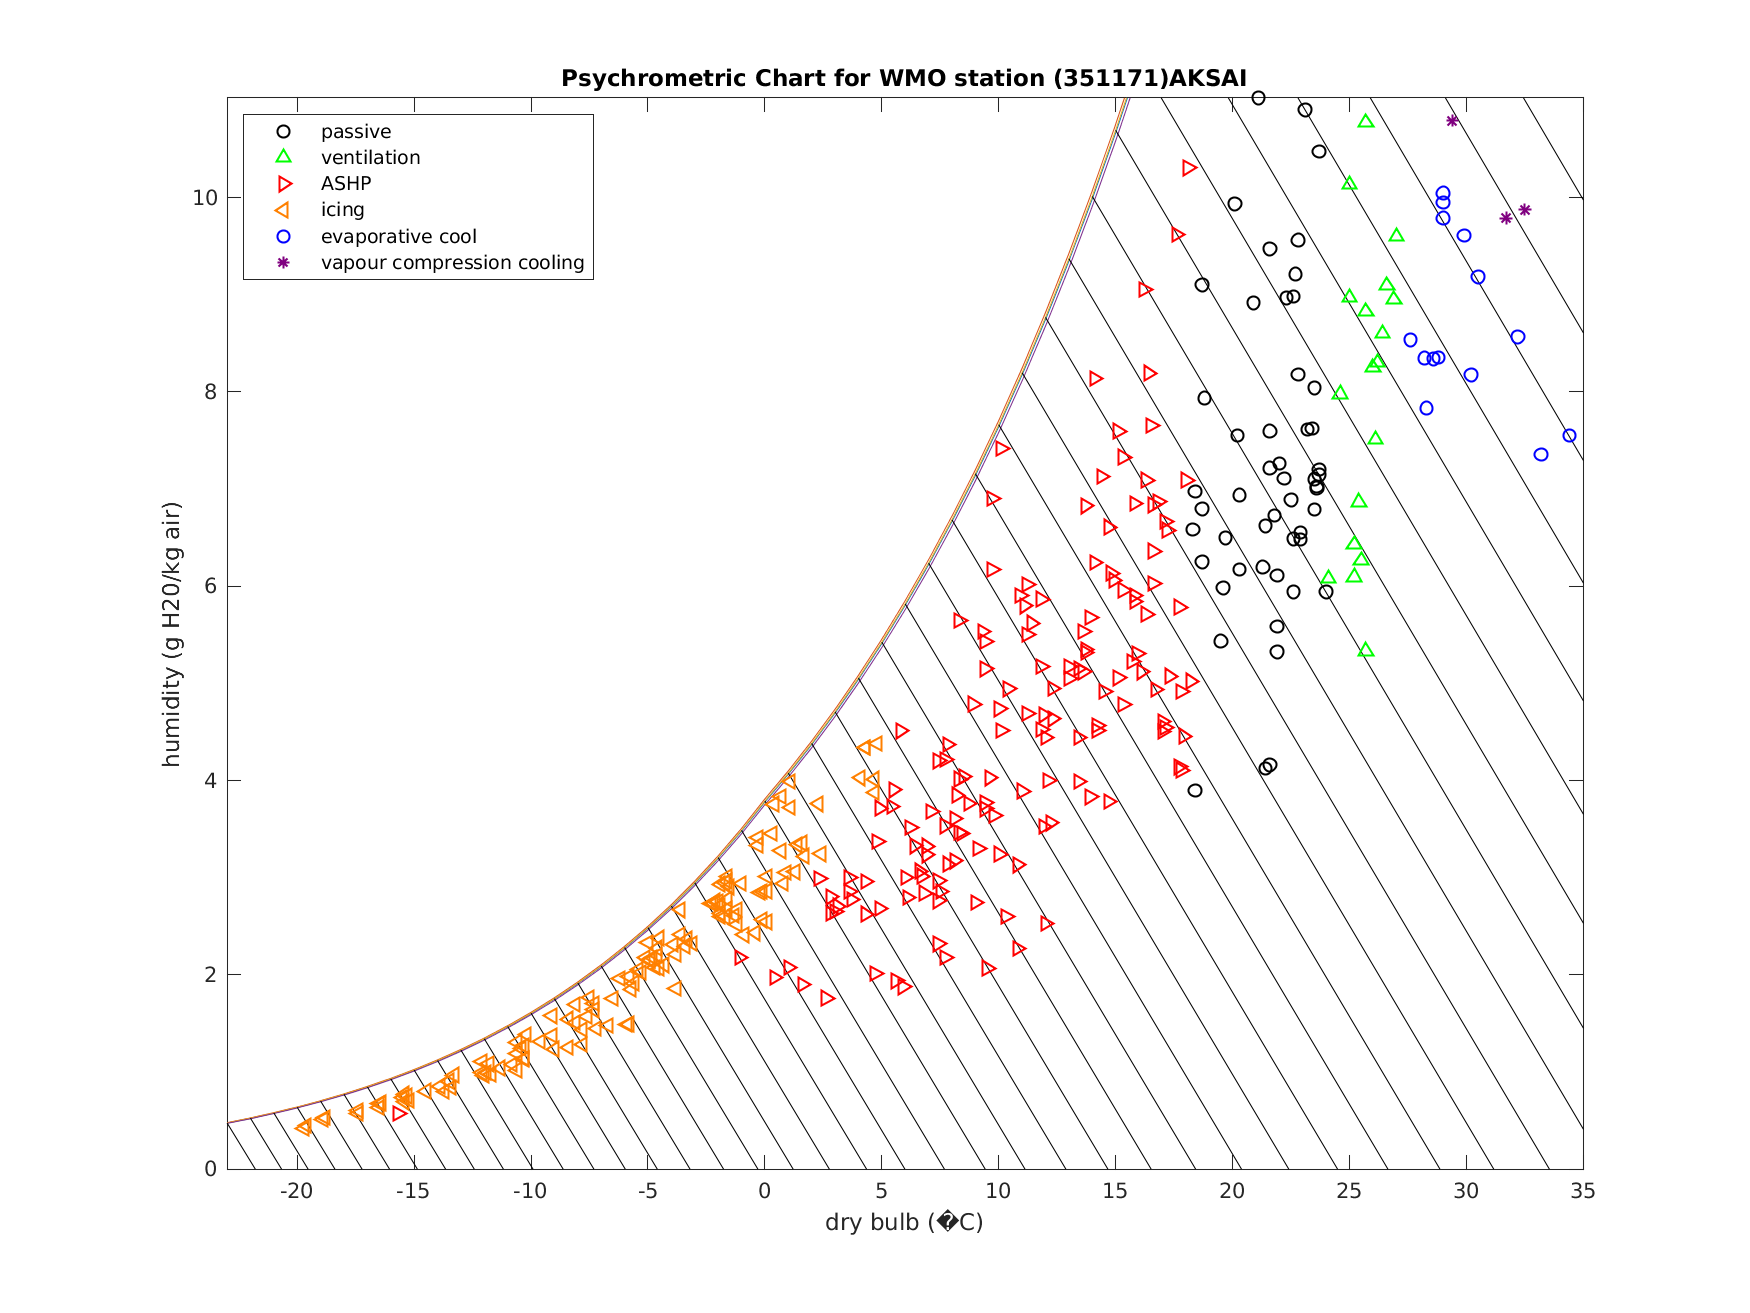 Psychrometric Chart for WMO station (351171)AKSAI
passive
ventilation
ASHP
icing
evaporative cool
vapour compression cooling
humidity (g H20/kg air)
10
8
6
4
2
0
-20 -15 -10 -5 0 5 10 15 20 25 30 35
dry bulb (�C)